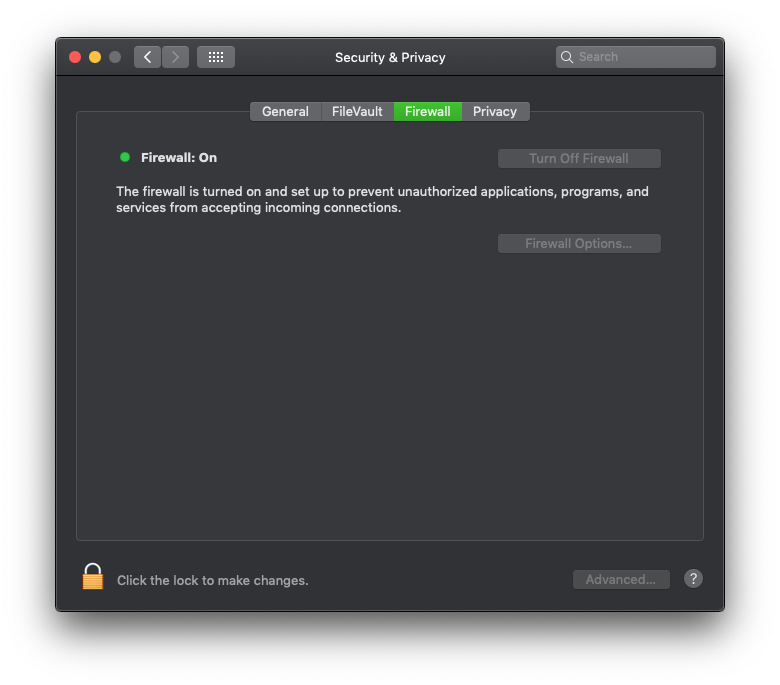 Security & Privacy
Search
General
FileVault
Firewall
Privacy
Firewall: On
Turn Off Firewall
The firewall is turned on and set up to prevent unauthorized applications, programs, and
services from accepting incoming connections.
Firewall Options...
Click the lock to make changes.
Advanced...
?